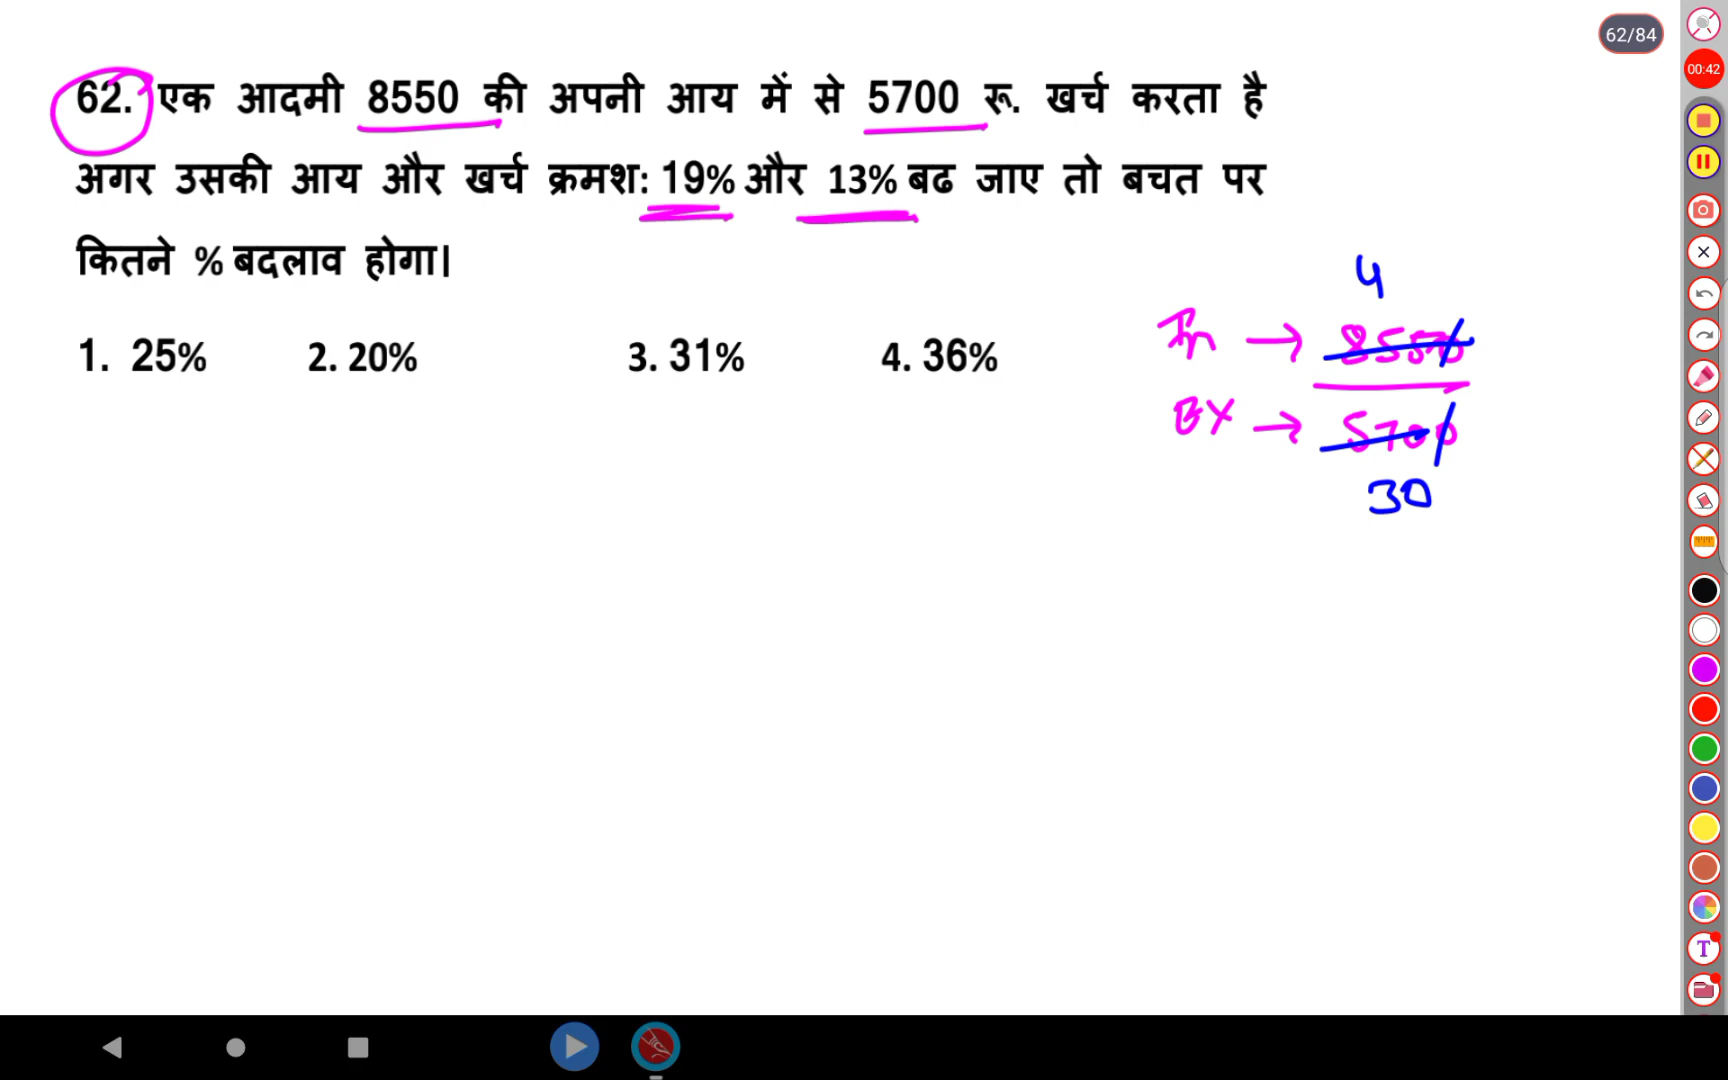 62/84
00:42
62. एक आदमी 8550 की अपनी आय में से 5700 रू. खर्च करता है
अगर उसकी आय और खर्च क्रमश: 19% और 13% बढ जाए तो बचत पर
कितने % बदलाव होगा।
1. 25% 2. 20% 3. 31% 4. 36%
4
In → 8550
EX → 5700
30
T